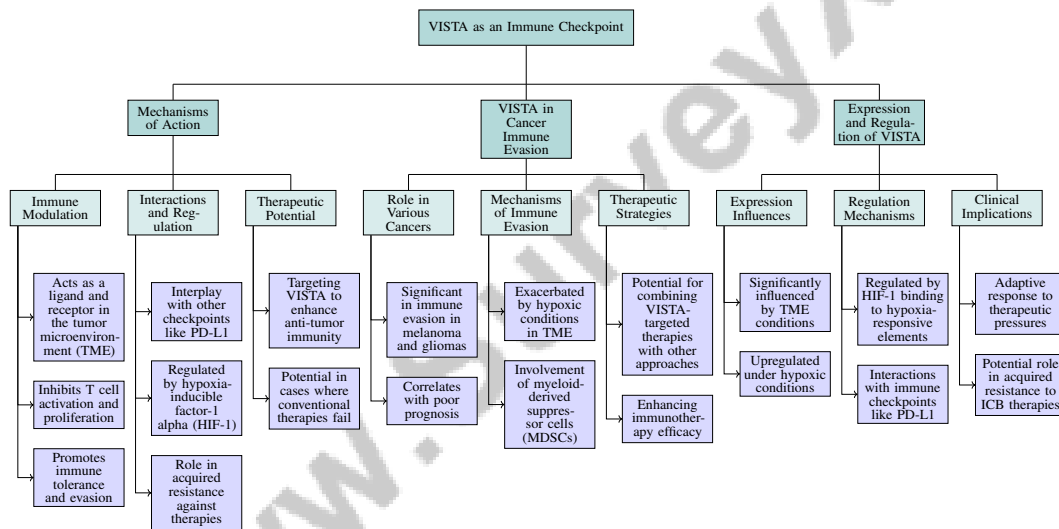 VISTA as an Immune Checkpoint
Mechanisms
of Action
VISTA in
Cancer
Immune
Evasion
Expression
and Regula-
tion of VISTA
Immune
Modulation
Interactions
and Reg-
ulation
Therapeutic
Potential
Role in
Various
Cancers
Mechanisms
of Immune
Evasion
Therapeutic
Strategies
Expression
Influences
Regulation
Mechanisms
Clinical
Implications
Acts as a
ligand and
receptor in
the tumor
microenviron-
ment (TME)
Inhibits T cell
activation and
proliferation
Promotes
immune
tolerance
and evasion
Interplay
with other
checkpoints
like PD-L1
Regulated
by hypoxia-
inducible
factor-1
alpha (HIF-1)
Role in
acquired
resistance
against
therapies
Targeting
VISTA to
enhance
anti-tumor
immunity
Potential in
cases where
conventional
therapies fail
Significant
in immune
evasion in
melanoma
and gliomas
Correlates
with poor
prognosis
Exacerbated
by hypoxic
conditions
in TME
Involvement
of myeloid-
derived
suppres-
sor cells
(MDSCs)
Potential for
combining
VISTA-
targeted
therapies
with other
approaches
Enhancing
immunother-
apy efficacy
Significantly
influenced
by TME
conditions
Upregulated
under hypoxic
conditions
Regulated by
HIF-1 binding
to hypoxia-
responsive
elements
Interactions
with immune
checkpoints
like PD-L1
Adaptive
response to
therapeutic
pressures
Potential role
in acquired
resistance to
ICB therapies
www.surveyx